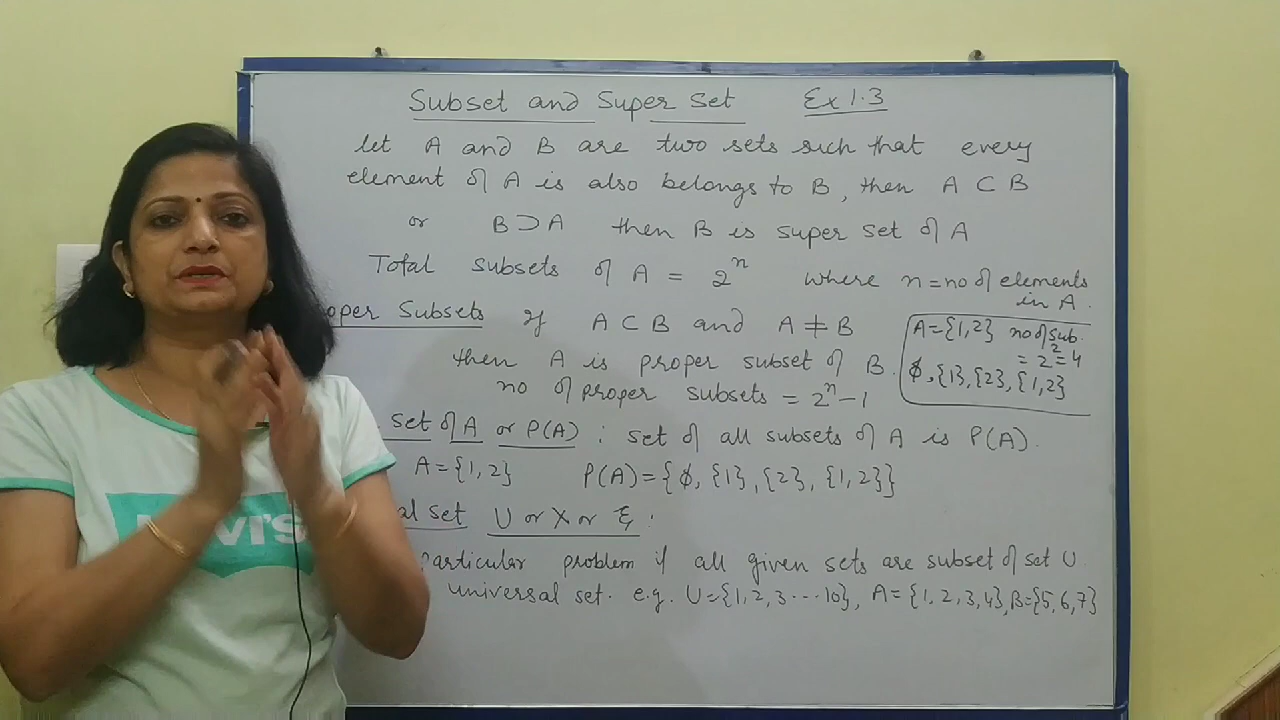 Subset and Super set Ex 1.3
let A and B are two sets such that every
element of A is also belongs to B, then A ⊂ B
or B ⊃ A then B is super set of A
Total subsets of A = 2ⁿ where n = no of elements
in A.
oper Subsets If A ⊂ B and A ≠ B
then A is proper subset of B.
no of proper subsets = 2ⁿ-1
A={1,2} no of sub.
= 2²=4
ϕ, {1}, {2}, {1,2}
set of A or P(A) : set of all subsets of A is P(A).
A={1,2} P(A)={ϕ, {1}, {2}, {1,2}}
al set U or X or ξ :
particular problem if all given sets are subset of set U
universal set. e.g. U={1,2,3...10}, A={1,2,3,4}, B={5,6,7}
VI'S